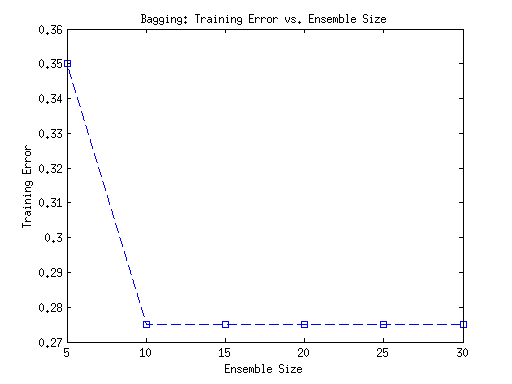 Bagging: Training Error vs. Ensemble Size
0.36
0.35
0.34
0.33
0.32
0.31
0.3
0.29
0.28
0.27
Training Error
5 10 15 20 25 30
Ensemble Size